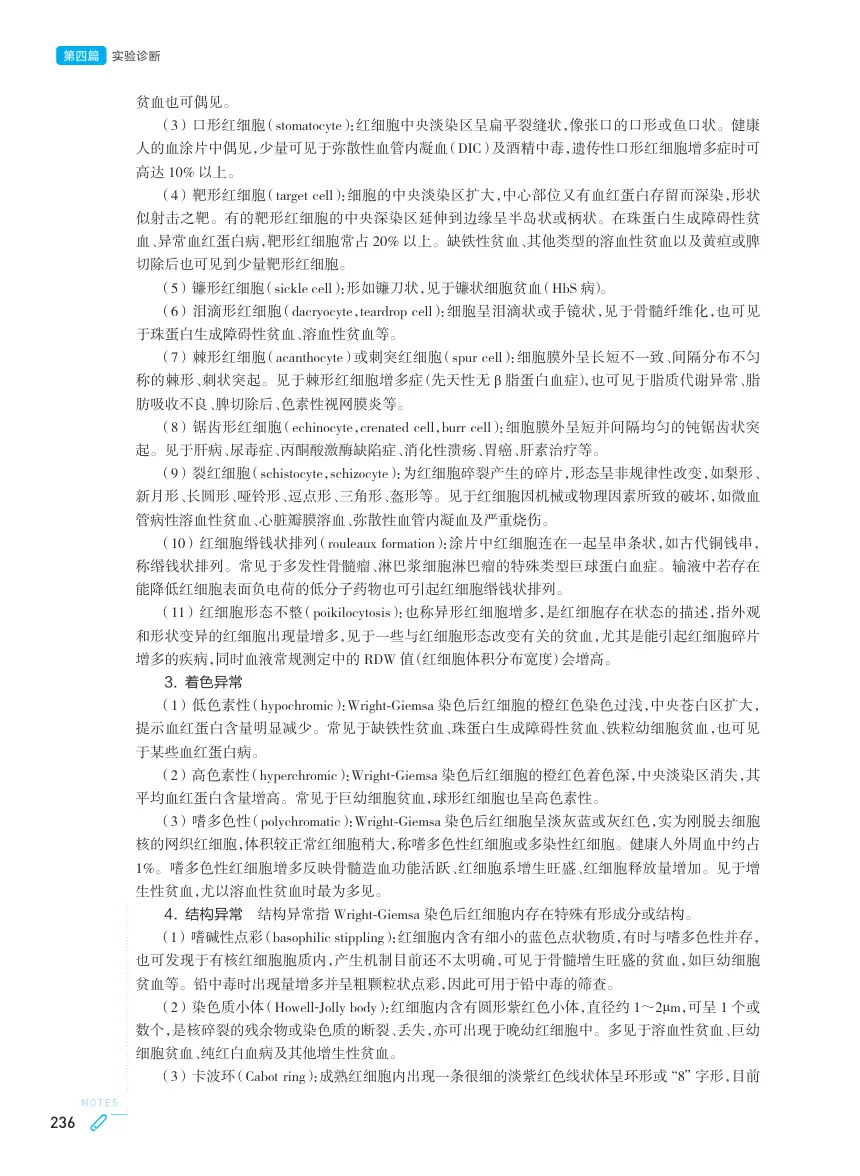 第四篇 实验诊断
贫血也可偶见。
（3）口形红细胞（stomatocyte）：红细胞中央淡染区呈扁平裂缝状，像张口的口形或鱼口状。健康
人的血涂片中偶见，少量可见于弥散性血管内凝血（DIC）及酒精中毒，遗传性口形红细胞增多症时可
高达 10% 以上。
（4）靶形红细胞（target cell）：细胞的中央淡染区扩大，中心部位又有血红蛋白存留而深染，形状
似射击之靶。有的靶形红细胞的中央深染区延伸到边缘呈半岛状或柄状。在珠蛋白生成障碍性贫
血、异常血红蛋白病，靶形红细胞常占 20% 以上。缺铁性贫血、其他类型的溶血性贫血以及黄疸或脾
切除后也可见到少量靶形红细胞。
（5）镰形红细胞（sickle cell）：形如镰刀状，见于镰状细胞贫血（HbS 病）。
（6）泪滴形红细胞（dacryocyte，teardrop cell）：细胞呈泪滴状或手镜状，见于骨髓纤维化，也可见
于珠蛋白生成障碍性贫血、溶血性贫血等。
（7）棘形红细胞（acanthocyte）或刺突红细胞（spur cell）：细胞膜外呈长短不一致、间隔分布不匀
称的棘形、刺状突起。见于棘形红细胞增多症（先天性无 β 脂蛋白血症），也可见于脂质代谢异常、脂
肪吸收不良、脾切除后、色素性视网膜炎等。
（8）锯齿形红细胞（echinocyte，crenated cell，burr cell）：细胞膜外呈短并间隔均匀的钝锯齿状突
起。见于肝病、尿毒症、丙酮酸激酶缺陷症、消化性溃疡、胃癌、肝素治疗等。
（9）裂红细胞（schistocyte，schizocyte）：为红细胞碎裂产生的碎片，形态呈非规律性改变，如梨形、
新月形、长圆形、哑铃形、逗点形、三角形、盔形等。见于红细胞因机械或物理因素所致的破坏，如微血
管病性溶血性贫血、心脏瓣膜溶血、弥散性血管内凝血及严重烧伤。
（10）红细胞缗钱状排列（rouleaux formation）：涂片中红细胞连在一起呈串条状，如古代铜钱串，
称缗钱状排列。常见于多发性骨髓瘤、淋巴浆细胞淋巴瘤的特殊类型巨球蛋白血症。输液中若存在
能降低红细胞表面负电荷的低分子药物也可引起红细胞缗钱状排列。
（11）红细胞形态不整（poikilocytosis）：也称异形红细胞增多，是红细胞存在状态的描述，指外观
和形状变异的红细胞出现量增多，见于一些与红细胞形态改变有关的贫血，尤其是能引起红细胞碎片
增多的疾病，同时血液常规测定中的 RDW 值（红细胞体积分布宽度）会增高。
3. 着色异常
（1）低色素性（hypochromic）：Wright-Giemsa 染色后红细胞的橙红色染色过浅，中央苍白区扩大，
提示血红蛋白含量明显减少。常见于缺铁性贫血、珠蛋白生成障碍性贫血、铁粒幼细胞贫血，也可见
于某些血红蛋白病。
（2）高色素性（hyperchromic）：Wright-Giemsa 染色后红细胞的橙红色着色深，中央淡染区消失，其
平均血红蛋白含量增高。常见于巨幼细胞贫血，球形红细胞也呈高色素性。
（3）嗜多色性（polychromatic）：Wright-Giemsa 染色后红细胞呈淡灰蓝或灰红色，实为刚脱去细胞
核的网织红细胞，体积较正常红细胞稍大，称嗜多色性红细胞或多染性红细胞。健康人外周血中约占
1%。嗜多色性红细胞增多反映骨髓造血功能活跃、红细胞系增生旺盛、红细胞释放量增加。见于增
生性贫血，尤以溶血性贫血时最为多见。
4. 结构异常 结构异常指 Wright-Giemsa 染色后红细胞内存在特殊有形成分或结构。
（1）嗜碱性点彩（basophilic stippling）：红细胞内含有细小的蓝色点状物质，有时与嗜多色性并存，
也可发现于有核红细胞胞质内，产生机制目前还不太明确，可见于骨髓增生旺盛的贫血，如巨幼细胞
贫血等。铅中毒时出现量增多并呈粗颗粒状点彩，因此可用于铅中毒的筛查。
（2）染色质小体（Howell-Jolly body）：红细胞内含有圆形紫红色小体，直径约 1～2μm，可呈 1 个或
数个，是核碎裂的残余物或染色质的断裂、丢失，亦可出现于晚幼红细胞中。多见于溶血性贫血、巨幼
细胞贫血、纯红白血病及其他增生性贫血。
（3）卡波环（Cabot ring）：成熟红细胞内出现一条很细的淡紫红色线状体呈环形或 “8” 字形，目前
NOTES
236